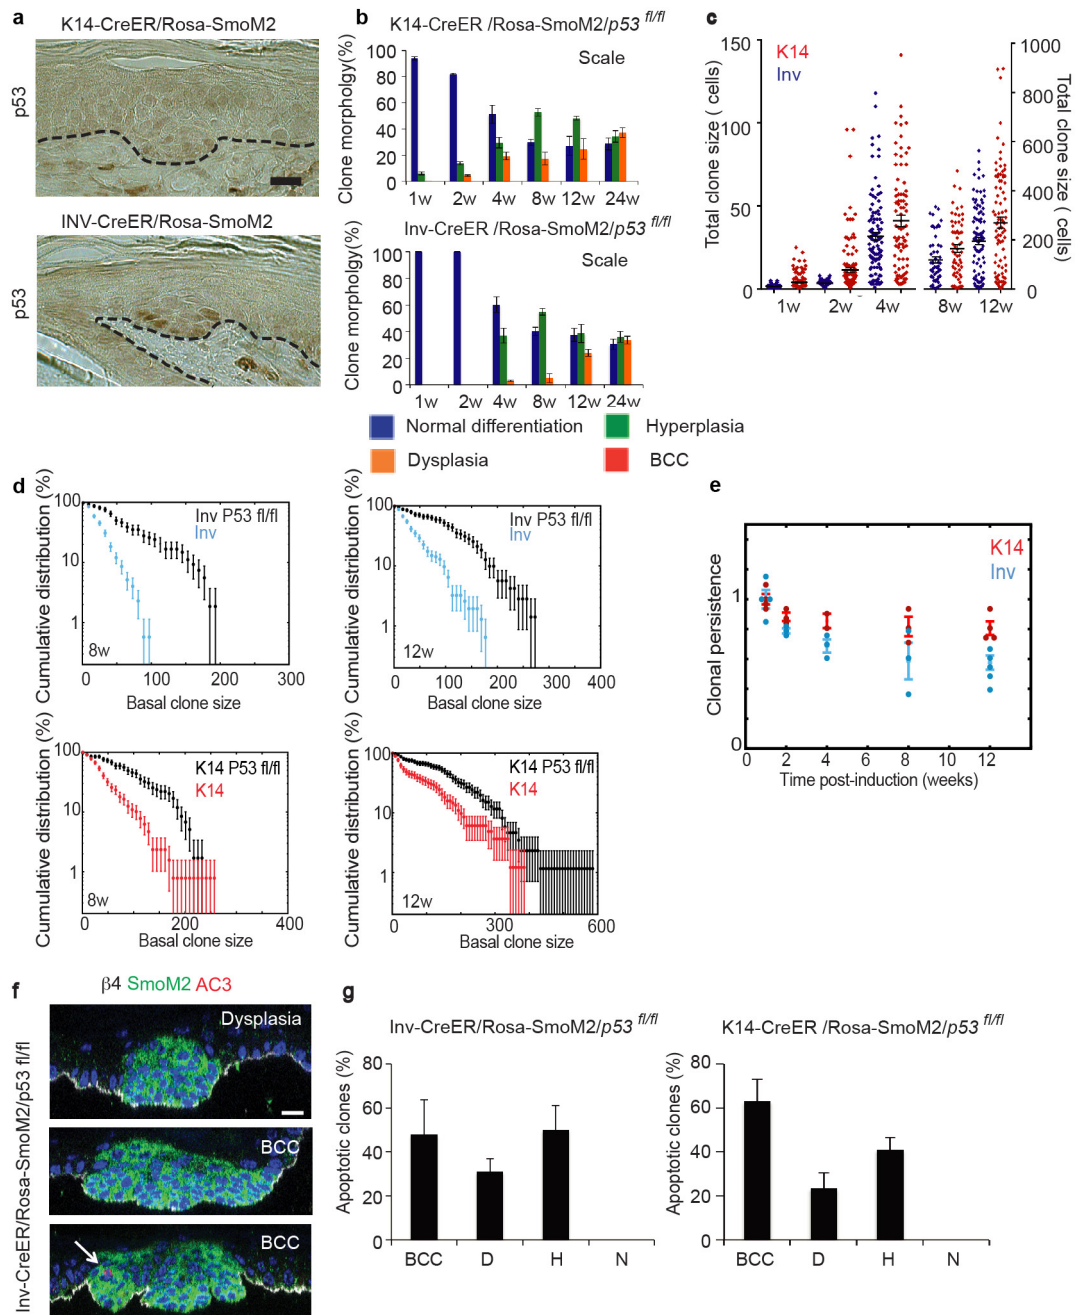 a
K14-CreER/Rosa-SmoM2
p53
INV-CreER/Rosa-SmoM2
p53
b
K14-CreER /Rosa-SmoM2/p53 fl/fl
Clone morpholgy(%)
100
80
60
40
20
0
Scale
1w 2w 4w 8w 12w 24w
Inv-CreER /Rosa-SmoM2/p53 fl/fl
Clone morpholgy(%)
100
80
60
40
20
0
Scale
1w 2w 4w 8w 12w 24w
Normal differentiation
Hyperplasia
Dysplasia
BCC
c
K14
Inv
Total clone size ( cells)
150
100
50
0
1000
800
600
400
200
0
Total clone size ( cells)
1w 2w 4w 8w 12w
d
Cumulative distribution (%)
100
10
1
Inv P53 fl/fl
Inv
8w
0 100 200 300
Basal clone size
Cumulative distribution (%)
100
10
1
Inv P53 fl/fl
Inv
12w
0 100 200 300 400
Basal clone size
Cumulative distribution (%)
100
10
1
K14 P53 fl/fl
K14
8w
0 200 400
Basal clone size
Cumulative distribution (%)
100
10
1
K14 P53 fl/fl
K14
12w
0 300 600
Basal clone size
e
K14
Inv
Clonal persistence
1
0
0 2 4 6 8 10 12
Time post-induction (weeks)
f
β4 SmoM2 AC3
Inv-CreER/Rosa-SmoM2/p53 fl/fl
Dysplasia
BCC
BCC
g
Inv-CreER/Rosa-SmoM2/p53 fl/fl
Apoptotic clones (%)
80
60
40
20
0
BCC D H N
K14-CreER /Rosa-SmoM2/p53 fl/fl
Apoptotic clones (%)
80
60
40
20
0
BCC D H N